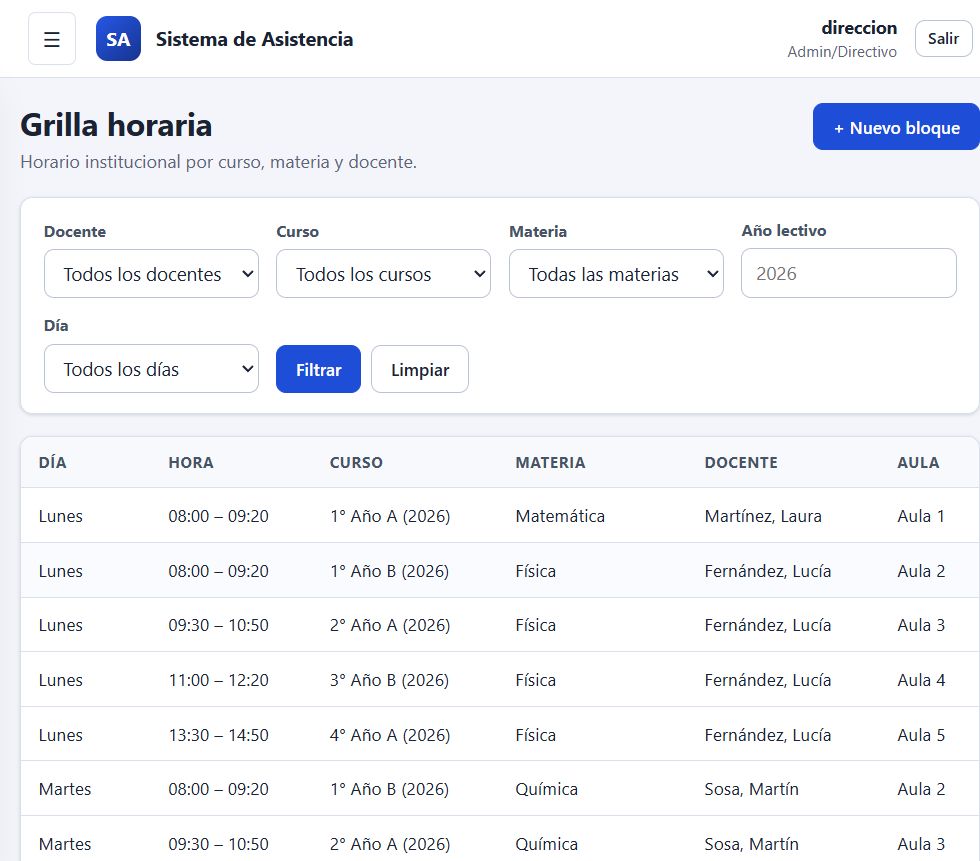 ☰ SA Sistema de Asistencia direccion Salir
Admin/Directivo
Grilla horaria
+ Nuevo bloque
Horario institucional por curso, materia y docente.
Docente Curso Materia Año lectivo
Todos los docentes Todos los cursos Todas las materias 2026
Día
Todos los días Filtrar Limpiar
DÍA HORA CURSO MATERIA DOCENTE AULA
Lunes 08:00 – 09:20 1° Año A (2026) Matemática Martínez, Laura Aula 1
Lunes 08:00 – 09:20 1° Año B (2026) Física Fernández, Lucía Aula 2
Lunes 09:30 – 10:50 2° Año A (2026) Física Fernández, Lucía Aula 3
Lunes 11:00 – 12:20 3° Año B (2026) Física Fernández, Lucía Aula 4
Lunes 13:30 – 14:50 4° Año A (2026) Física Fernández, Lucía Aula 5
Martes 08:00 – 09:20 1° Año B (2026) Química Sosa, Martín Aula 2
Martes 09:30 – 10:50 2° Año A (2026) Química Sosa, Martín Aula 3